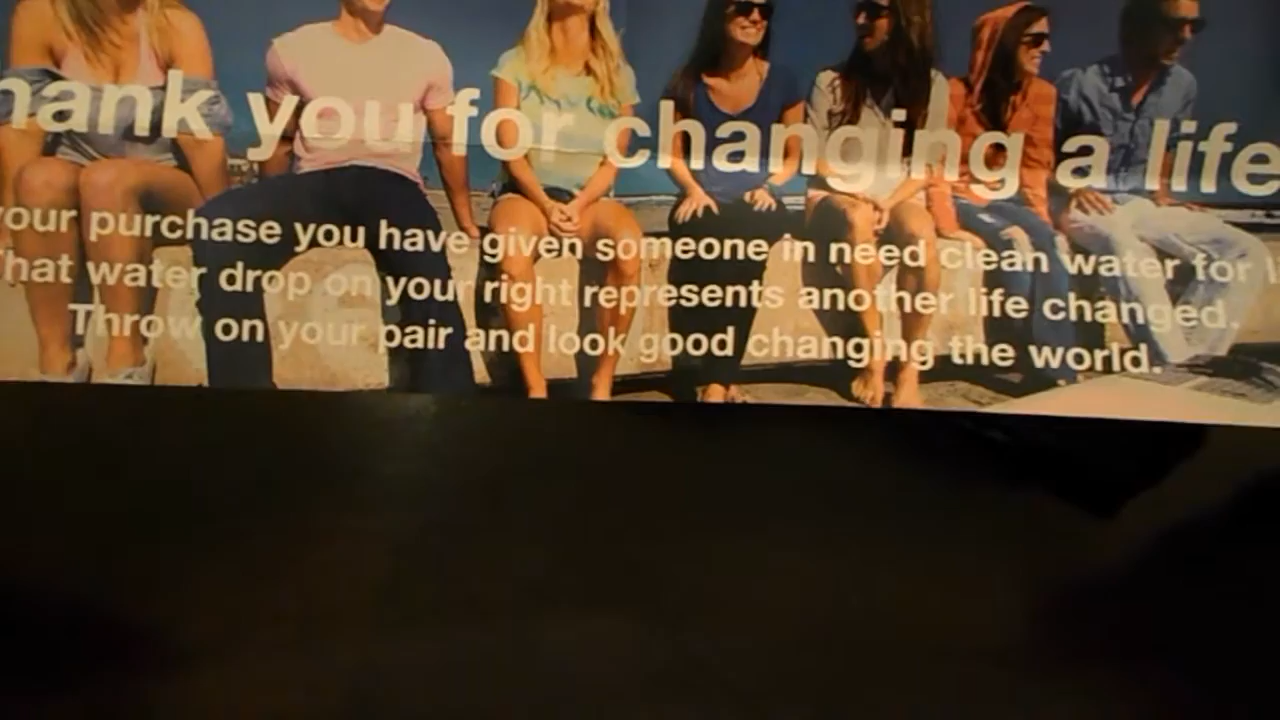 hank you for changing a life
your purchase you have given someone in need clean water for li
That water drop on your right represents another life changed.
Throw on your pair and look good changing the world.